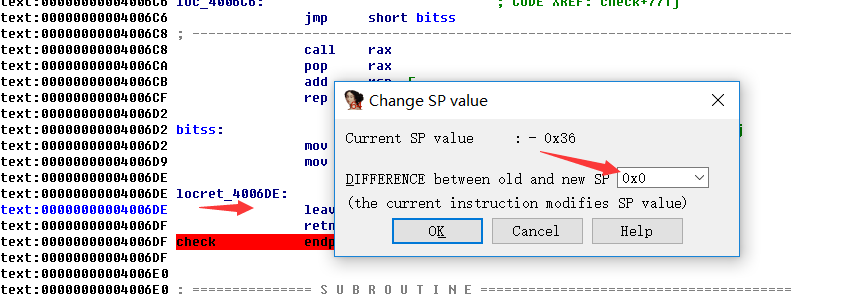 text:00000000004006C6 loc_4006C6: ; CODE XREF: check+77↑j
text:00000000004006C6 jmp short bitss
text:00000000004006C8 ; ---------------------------------------------------------------------------
text:00000000004006C8 call rax
text:00000000004006CA pop rax
text:00000000004006CB add
text:00000000004006CF rep
text:00000000004006D2
text:00000000004006D2 bitss: j
text:00000000004006D2 mov
text:00000000004006D9 mov
text:00000000004006DE
text:00000000004006DE locret_4006DE:
text:00000000004006DE leav
text:00000000004006DF retn
text:00000000004006DF check endp
text:00000000004006DF
text:00000000004006E0
text:00000000004006E0 ; =============== S U B R O U T I N E =======================================
Change SP value
Current SP value : - 0x36
DIFFERENCE between old and new SP 0x0
(the current instruction modifies SP value)
OK Cancel Help